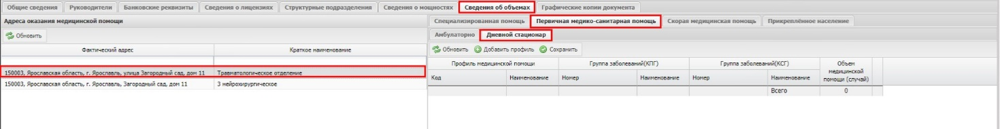 Общие сведения Руководители Банковские реквизиты Сведения о лицензиях Структурные подразделения Сведения о мощностях Сведения об объемах Графические копии документа
Адреса оказания медицинской помощи
Обновить
Фактический адрес Краткое наименование
150003, Ярославская область, г. Ярославль, улица Загородный сад, дом 11 Травматологическое отделение
150003, Ярославская область, г. Ярославль, Загородный сад, дом 11 3 нейрохирургическое
Специализированная помощь Первичная медико-санитарная помощь Скорая медицинская помощь Прикреплённое население
Амбулаторно Дневной стационар
Обновить Добавить профиль Сохранить
Профиль медицинской помощи Группа заболеваний(КПГ) Группа заболеваний(КСГ) Объем медицинской помощи (случай)
Код Наименование Номер Наименование Номер Наименование
Всего 0